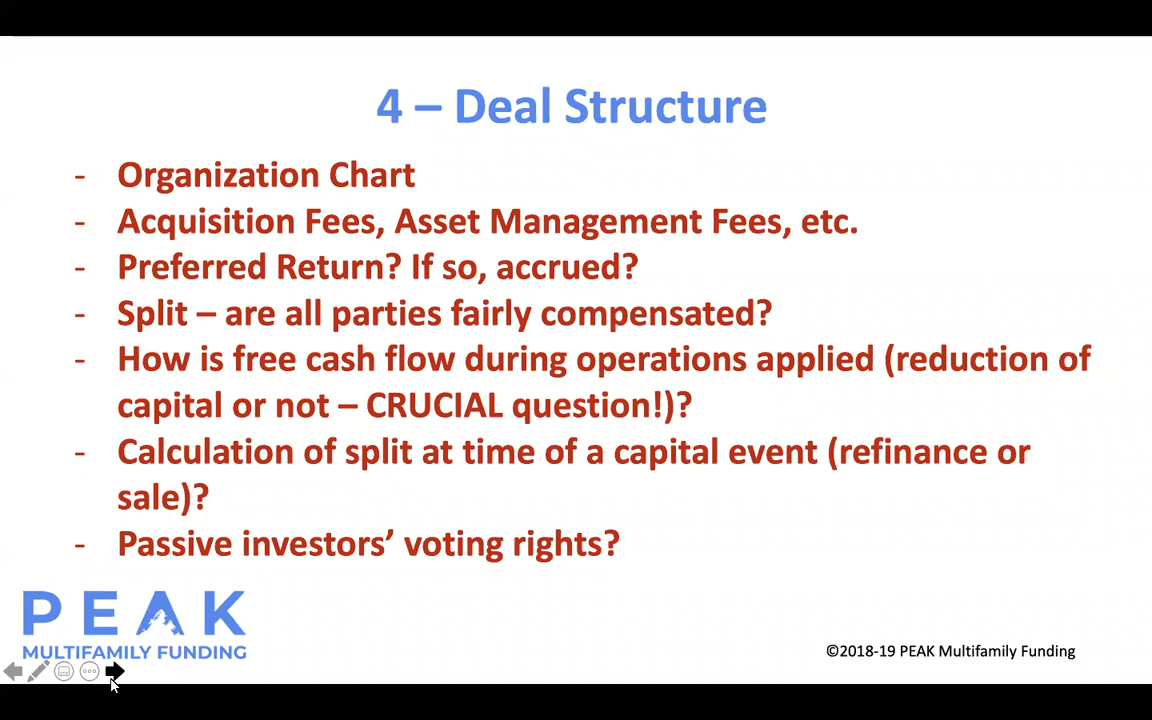 4 – Deal Structure
- Organization Chart
- Acquisition Fees, Asset Management Fees, etc.
- Preferred Return? If so, accrued?
- Split – are all parties fairly compensated?
- How is free cash flow during operations applied (reduction of
capital or not – CRUCIAL question!)?
- Calculation of split at time of a capital event (refinance or
sale)?
- Passive investors’ voting rights?
PEAK
MULTIFAMILY FUNDING
©2018-19 PEAK Multifamily Funding